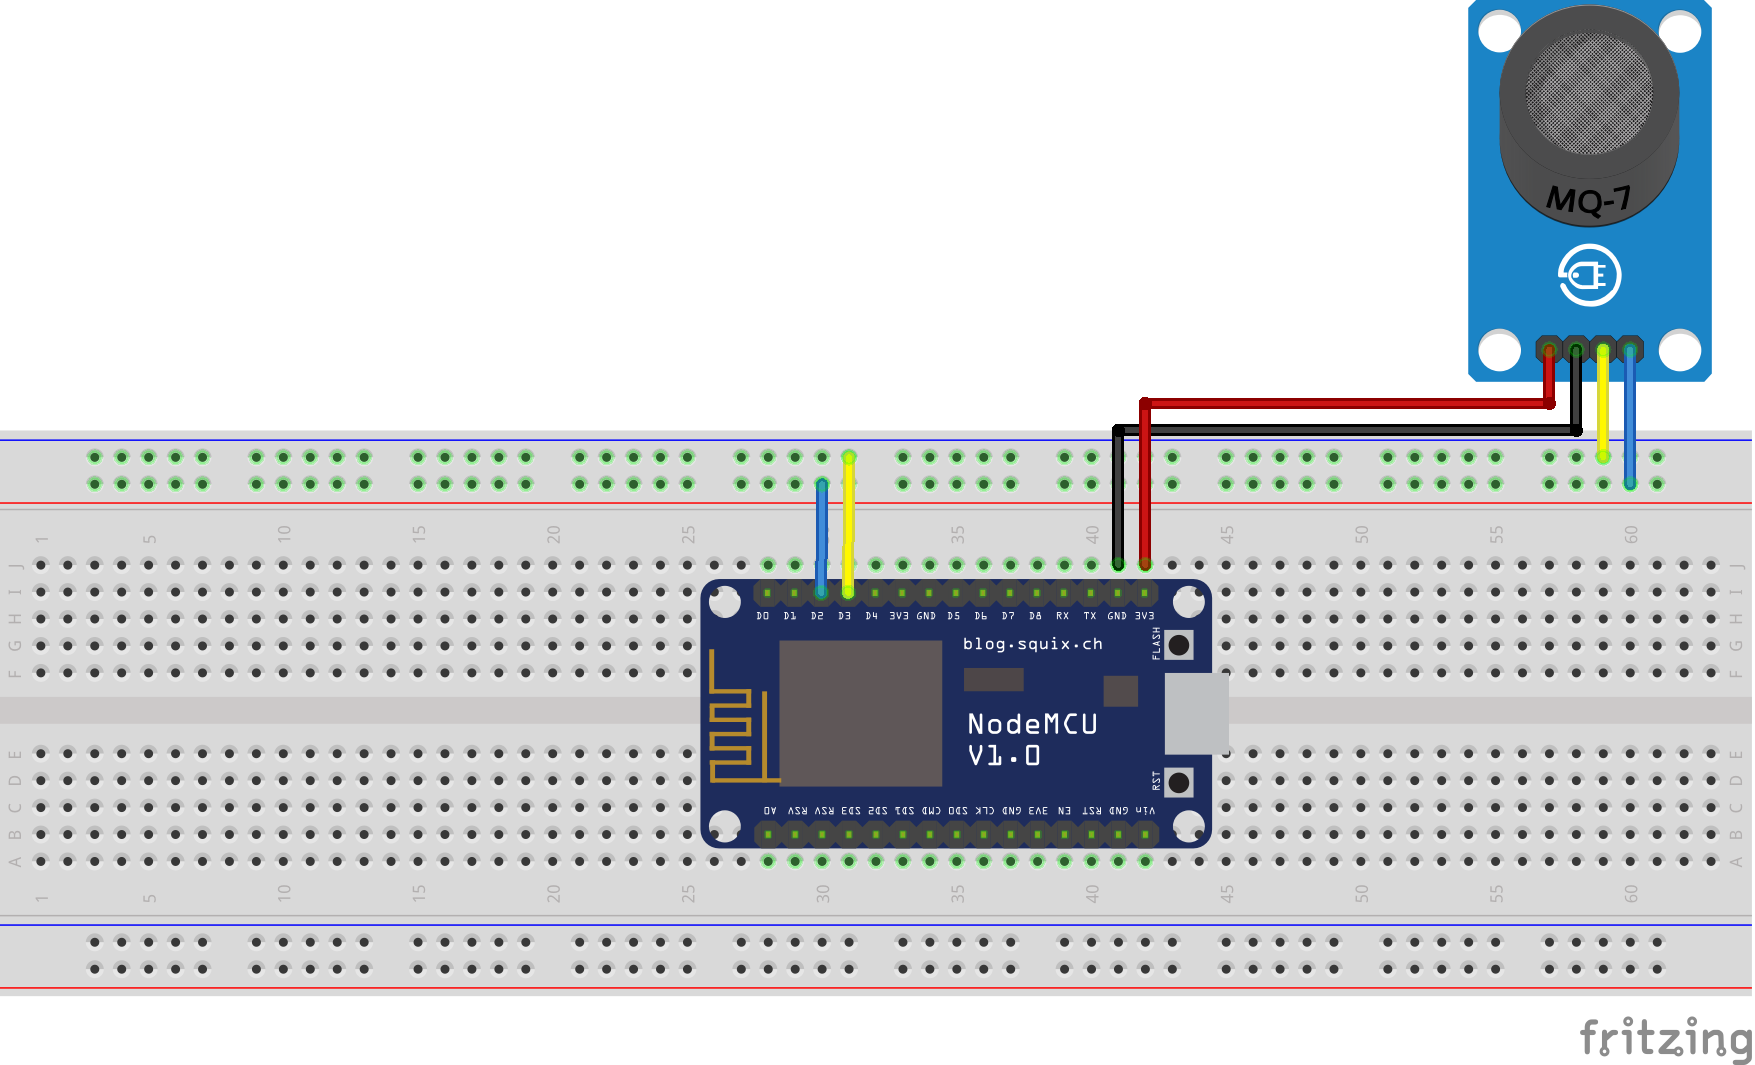 MQ-7
1 5 10 15 20 25 30 35 40 45 50 55 60
J J
I I
H H
G G
F F
D0 D1 D2 D3 D4 3V3 GND D5 D6 D7 D8 RX TX GND 3V3
blog.squix.ch
FLASH
NodeMCU
V1.0
RST
A0 RSV RSV SD3 SD2 SD1 CMD SD0 CLK GND 3V3 EN RST GND Vin
E E
D D
C C
B B
A A
1 5 10 15 20 25 30 35 40 45 50 55 60
fritzing